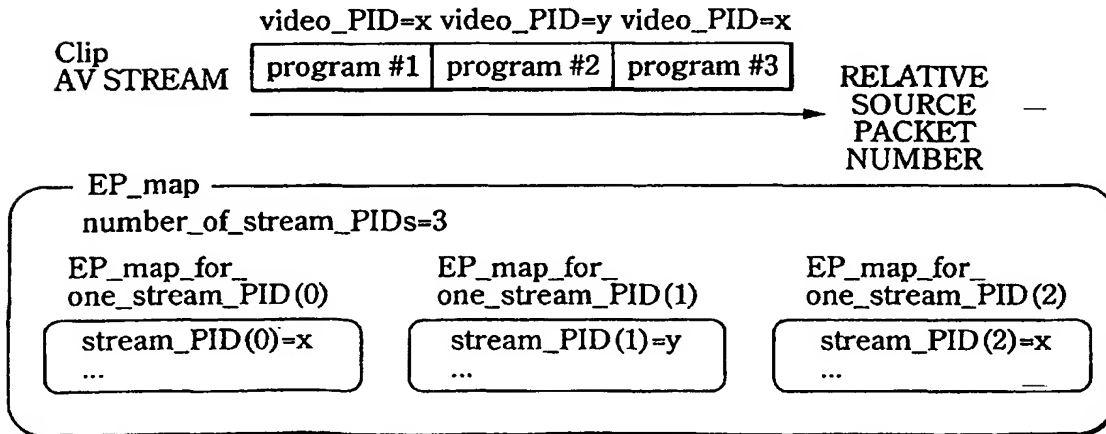 video_PID=x video_PID=y video_PID=x
Clip
AV STREAM
program #1 program #2 program #3
RELATIVE
SOURCE
PACKET
NUMBER
EP_map
number_of_stream_PIDs=3
EP_map_for_
one_stream_PID(0)
stream_PID(0)=x
...
EP_map_for_
one_stream_PID(1)
stream_PID(1)=y
...
EP_map_for_
one_stream_PID(2)
stream_PID(2)=x
...